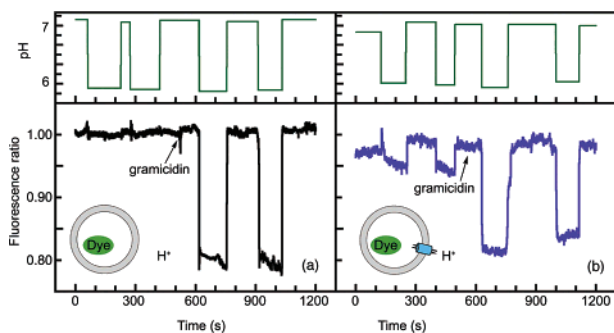 pH
7
6
Fluorescence ratio
1.00
0.90
0.80
gramicidin
gramicidin
Dye
H⁺
(a)
Dye
H⁺
(b)
0 300 600 900 1200
0 300 600 900 1200
Time (s)
Time (s)